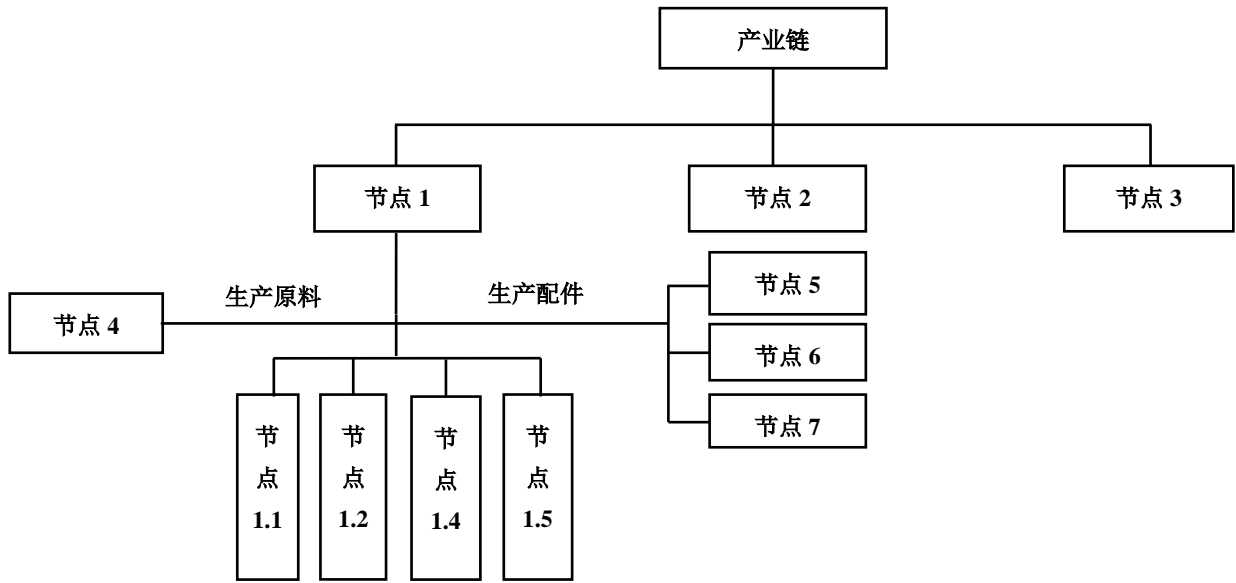 产业链
节点 1
节点 2
节点 3
生产原料
生产配件
节点 4
节点 5
节点 6
节点 7
节
点
1.1
节
点
1.2
节
点
1.4
节
点
1.5